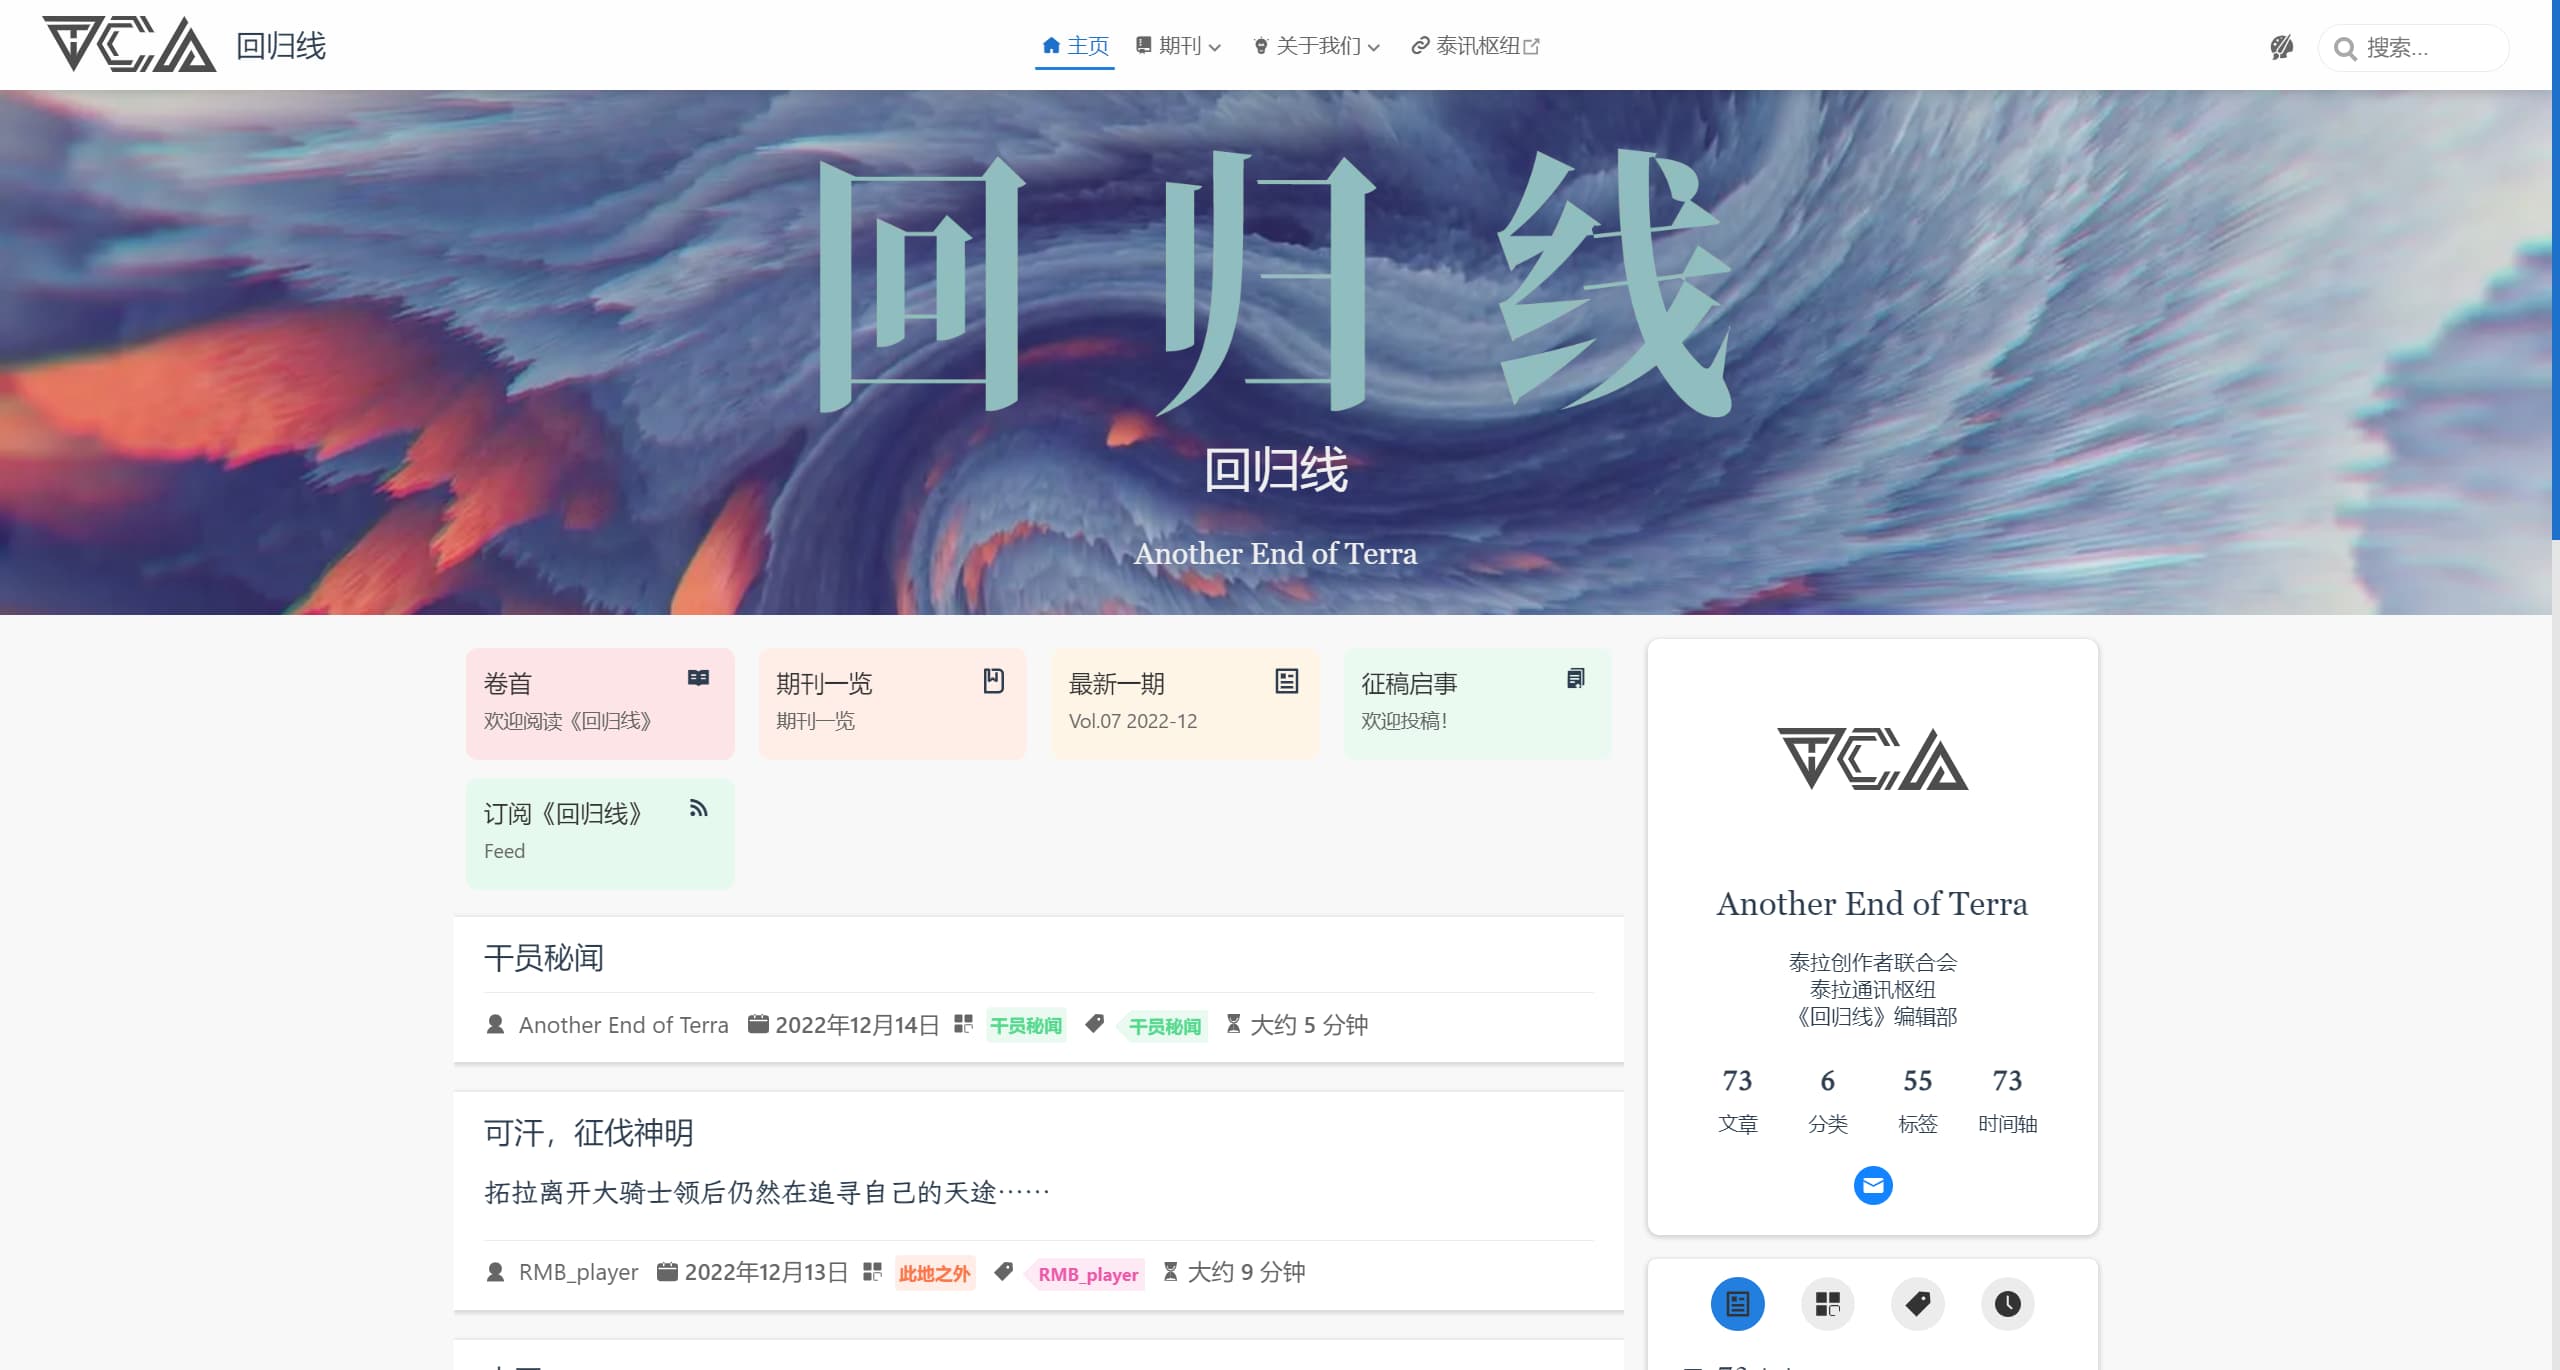 TCA 回归线
主页 期刊 关于我们 泰讯枢纽
搜索...
回归线
回归线
Another End of Terra
卷首
欢迎阅读《回归线》
期刊一览
期刊一览
最新一期
Vol.07 2022-12
征稿启事
欢迎投稿！
订阅《回归线》
Feed
干员秘闻
Another End of Terra 2022年12月14日 干员秘闻 干员秘闻 大约 5 分钟
可汗，征伐神明
拓拉离开大骑士领后仍然在追寻自己的天途……
RMB_player 2022年12月13日 此地之外 RMB_player 大约 9 分钟
TCA
Another End of Terra
泰拉创作者联合会
泰拉通讯枢纽
《回归线》编辑部
73 6 55 73
文章 分类 标签 时间轴